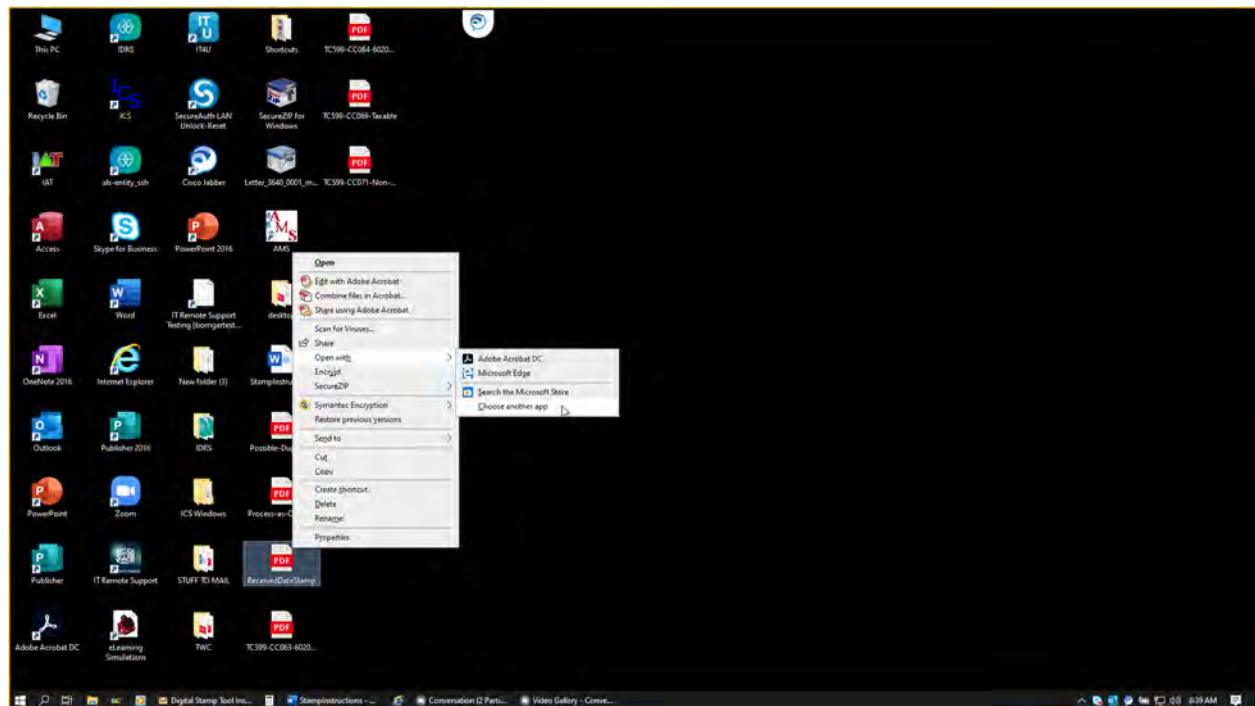 This PC
IDRS
IT4U
Shortcuts
TC599-CC064-6020...
Recycle Bin
ICS
SecureAuth LAN
Unlock-Reset
SecureZIP for
Windows
TC599-CC069-Taxable
IAT
als-entity_ssh
Cisco Jabber
Letter_3640_0001_m...
TC599-CC071-Non-...
Access
Skype for Business
PowerPoint 2016
AMS
Excel
Word
IT Remote Support
Testing (bomgartest...
deskto
OneNote 2016
Internet Explorer
New folder (3)
StampInstru
Outlook
Publisher 2016
IDRS
Possible-Du
PowerPoint
Zoom
ICS Windows
Process-as-O
Publisher
IT Remote Support
STUFF TO MAIL
ReceivedDateStamp
Adobe Acrobat DC
eLearning
Simulations
TWC
TC599-CC063-6020...
Open
Edit with Adobe Acrobat
Combine files in Acrobat...
Share using Adobe Acrobat
Scan for Viruses...
Share
Open with
Encrypt
SecureZIP
Symantec Encryption
Restore previous versions
Send to
Cut
Copy
Create shortcut
Delete
Rename
Properties
Adobe Acrobat DC
Microsoft Edge
Search the Microsoft Store
Choose another app
Digital Stamp Tool Ins...
StampInstructions - ...
Conversation (2 Parti...
Video Gallery - Conve...
8:39 AM